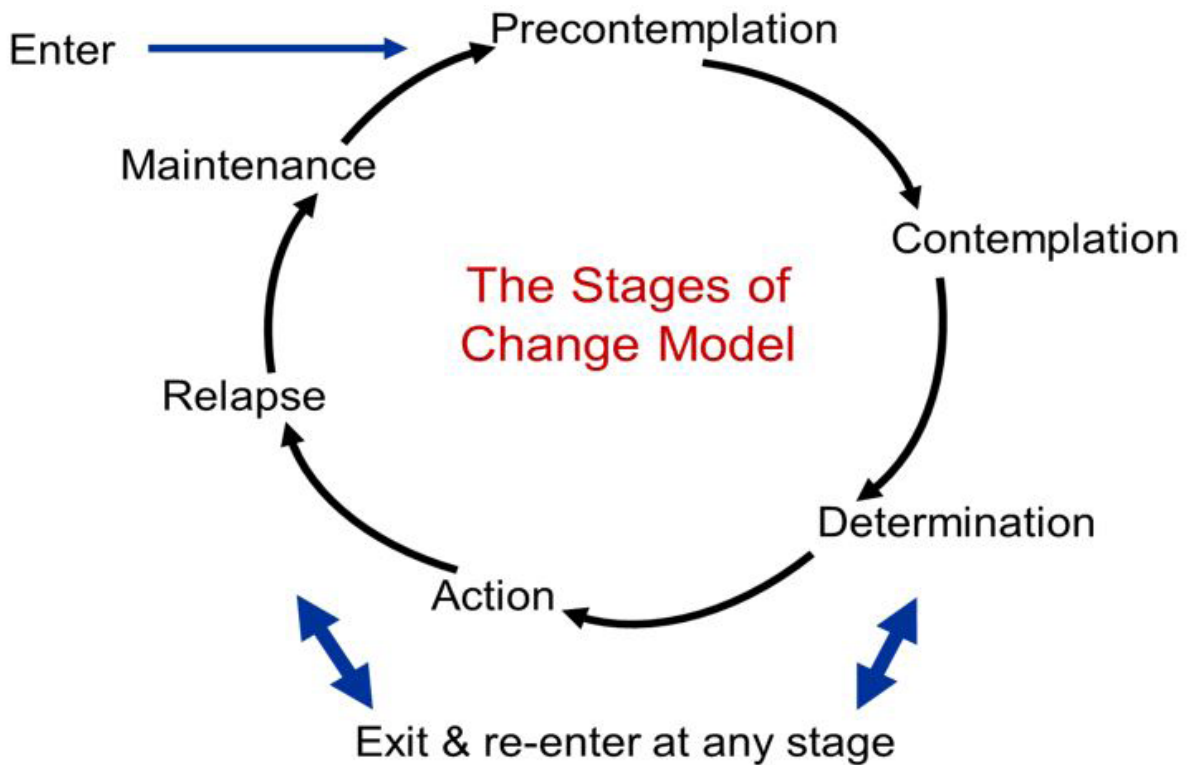 Enter
Precontemplation
Maintenance
Contemplation
The Stages of
Change Model
Relapse
Determination
Action
Exit & re-enter at any stage